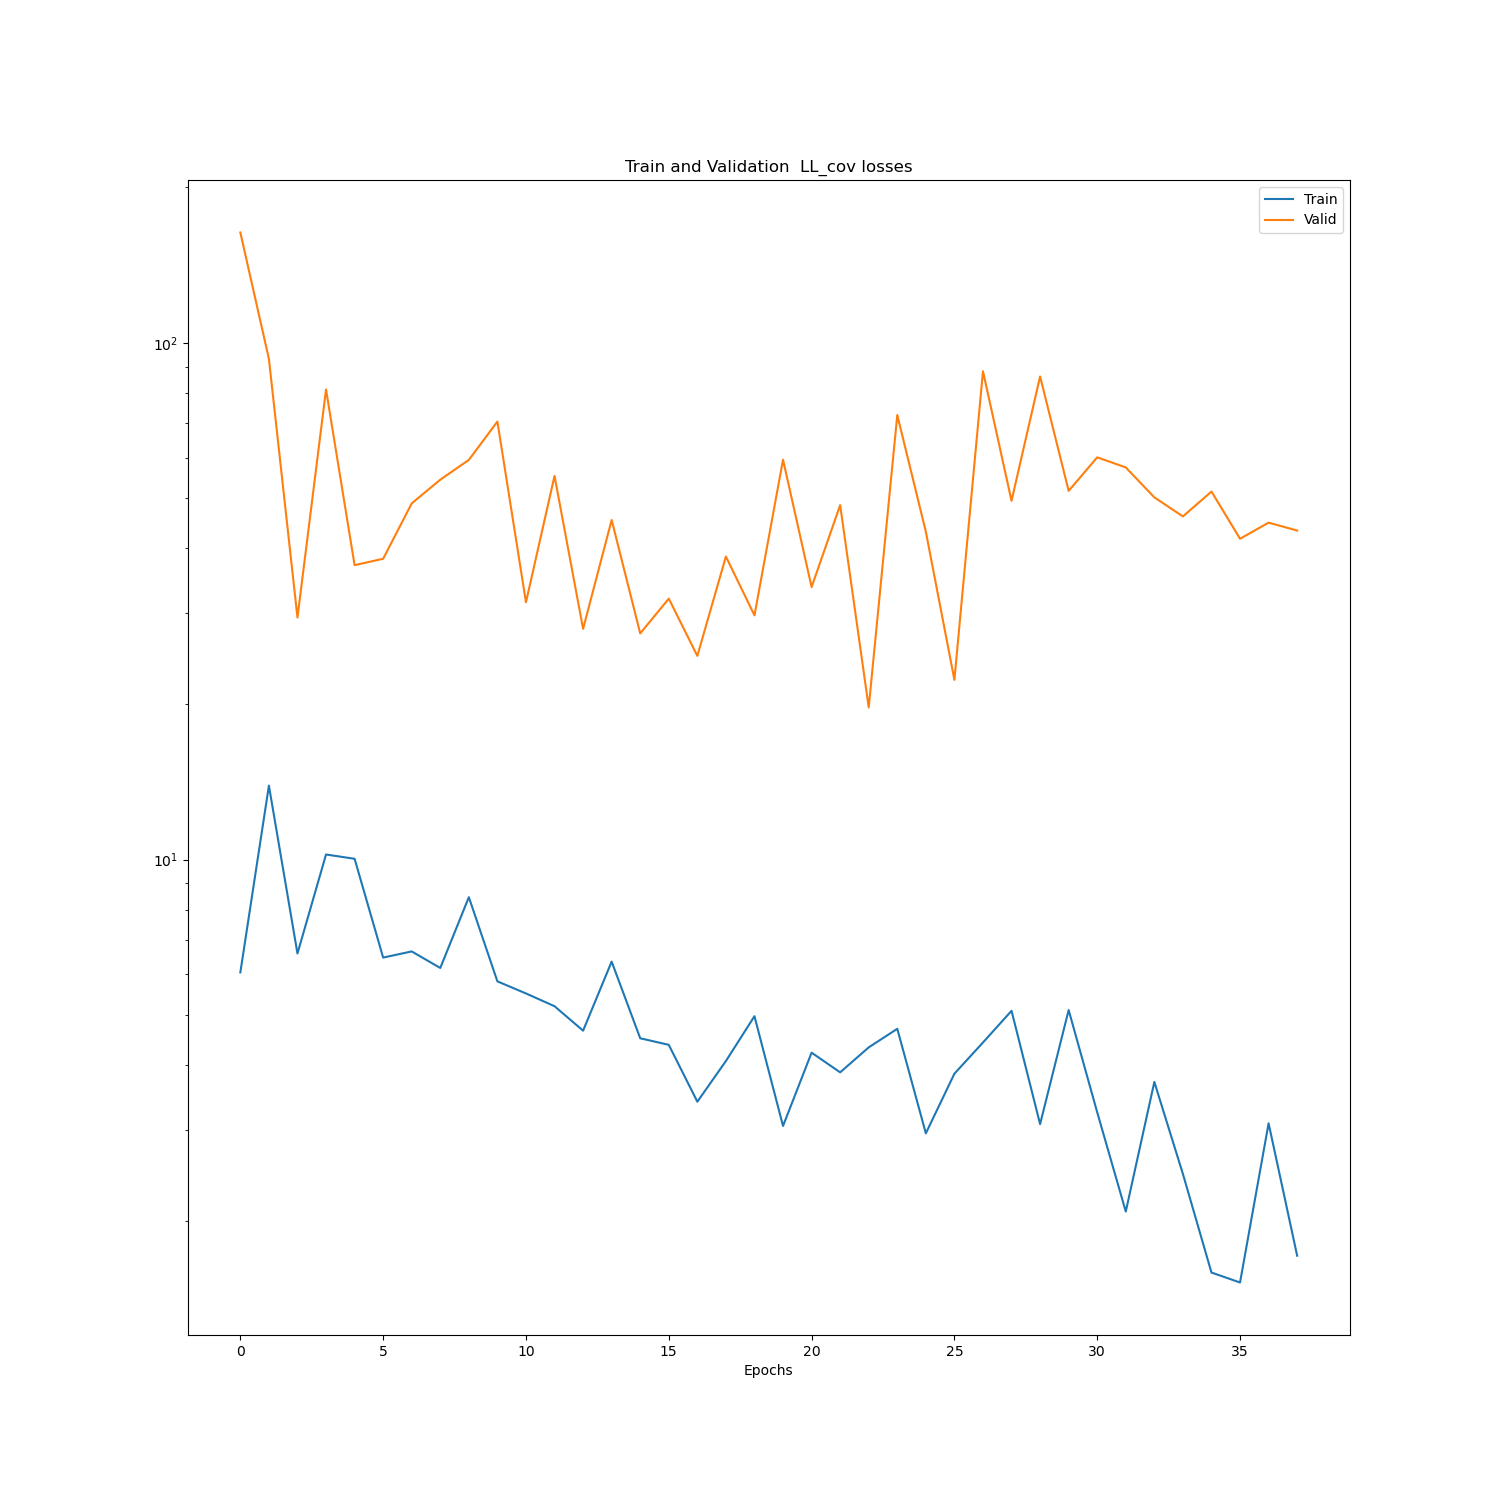 Train and Validation  LL_cov losses
Train
Valid
10²
10¹
0 5 10 15 20 25 30 35
Epochs